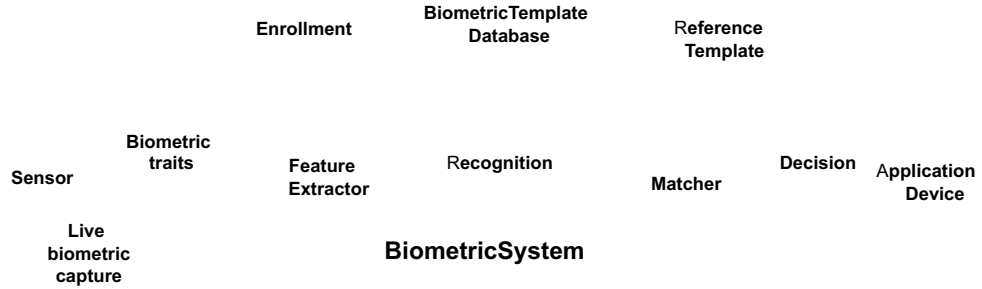 Enrollment
BiometricTemplate
Database
Reference
Template
Sensor
Biometric
traits
Feature
Extractor
Recognition
Matcher
Decision
Application
Device
Live
biometric
capture
BiometricSystem